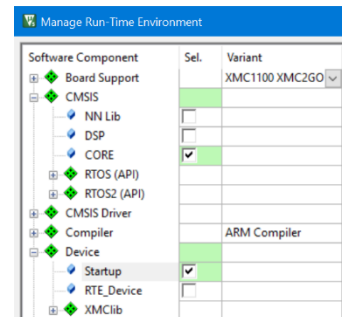 Manage Run-Time Environment
Software Component Sel. Variant
Board Support XMC1100 XMC2GO
CMSIS
NN Lib
DSP
CORE
RTOS (API)
RTOS2 (API)
CMSIS Driver
Compiler ARM Compiler
Device
Startup
RTE_Device
XMClib